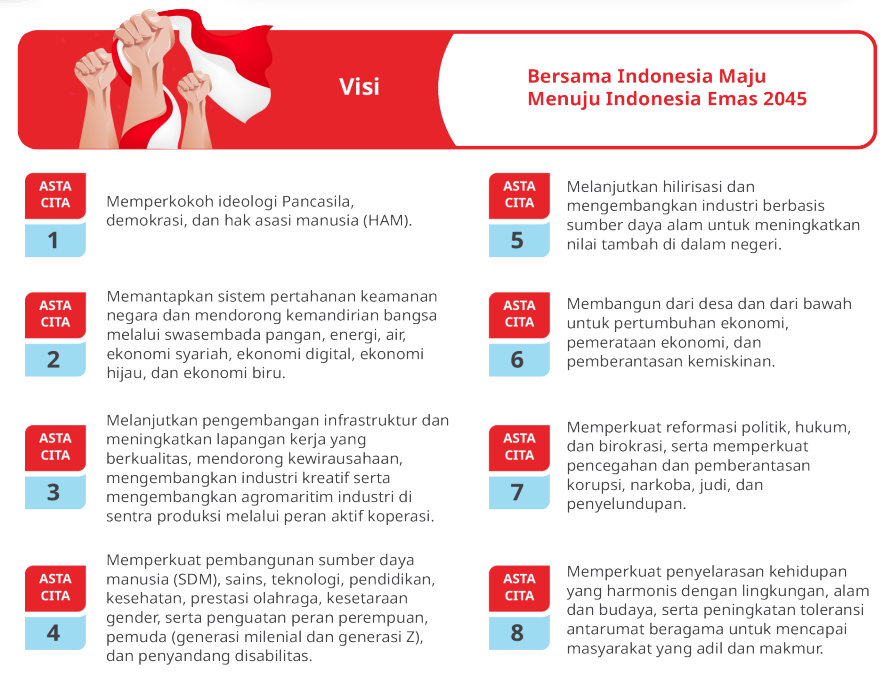 Visi
Bersama Indonesia Maju
Menuju Indonesia Emas 2045
ASTA
CITA
1
Memperkokoh ideologi Pancasila,
demokrasi, dan hak asasi manusia (HAM).
ASTA
CITA
2
Memantapkan sistem pertahanan keamanan
negara dan mendorong kemandirian bangsa
melalui swasembada pangan, energi, air,
ekonomi syariah, ekonomi digital, ekonomi
hijau, dan ekonomi biru.
ASTA
CITA
3
Melanjutkan pengembangan infrastruktur dan
meningkatkan lapangan kerja yang
berkualitas, mendorong kewirausahaan,
mengembangkan industri kreatif serta
mengembangkan agromaritim industri di
sentra produksi melalui peran aktif koperasi.
ASTA
CITA
4
Memperkuat pembangunan sumber daya
manusia (SDM), sains, teknologi, pendidikan,
kesehatan, prestasi olahraga, kesetaraan
gender, serta penguatan peran perempuan,
pemuda (generasi milenial dan generasi Z),
dan penyandang disabilitas.
ASTA
CITA
5
Melanjutkan hilirisasi dan
mengembangkan industri berbasis
sumber daya alam untuk meningkatkan
nilai tambah di dalam negeri.
ASTA
CITA
6
Membangun dari desa dan dari bawah
untuk pertumbuhan ekonomi,
pemerataan ekonomi, dan
pemberantasan kemiskinan.
ASTA
CITA
7
Memperkuat reformasi politik, hukum,
dan birokrasi, serta memperkuat
pencegahan dan pemberantasan
korupsi, narkoba, judi, dan
penyelundupan.
ASTA
CITA
8
Memperkuat penyelarasan kehidupan
yang harmonis dengan lingkungan, alam
dan budaya, serta peningkatan toleransi
antarumat beragama untuk mencapai
masyarakat yang adil dan makmur.